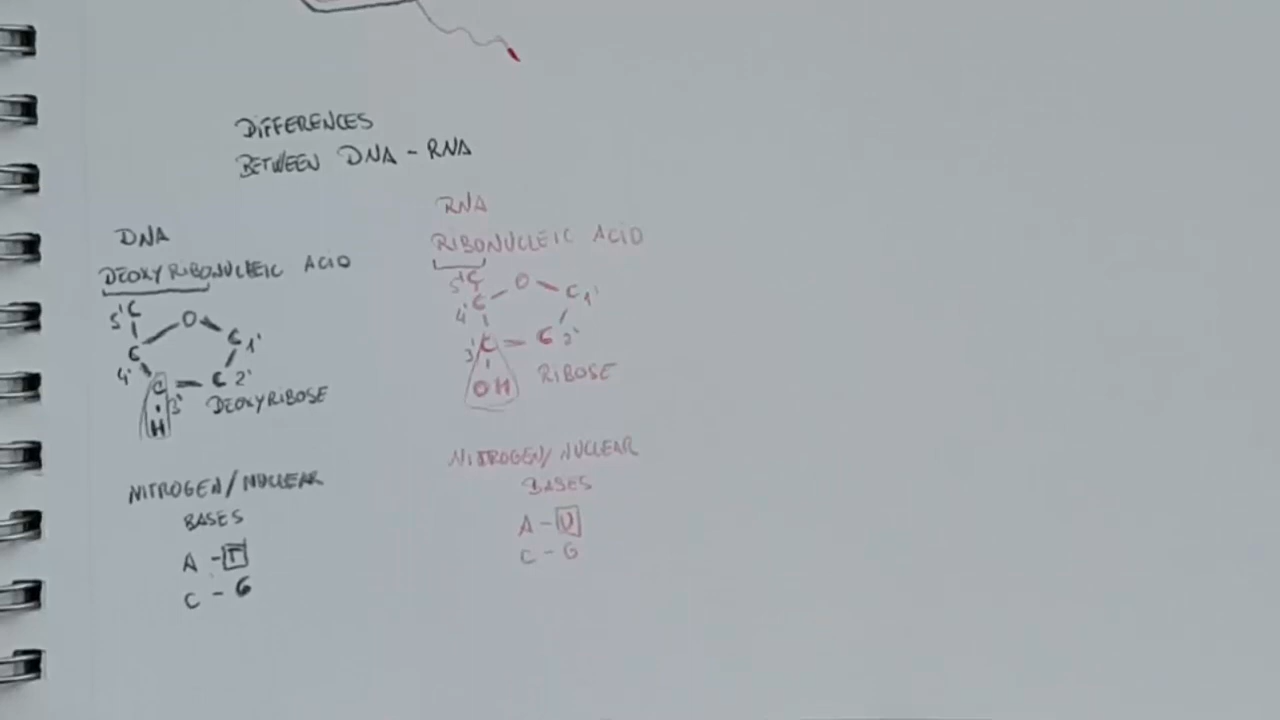 DIFFERENCES
BETWEEN DNA - RNA
DNA
DEOXYRIBONUCLEIC ACID
5' C
O
C 1'
C
4'
C
C 2'
3'
H
DEOXYRIBOSE
NITROGEN/NUCLEAR
BASES
A - T
C - G
RNA
RIBONUCLEIC ACID
5' C
O
C 1'
4' C
3' C
C 2'
OH
RIBOSE
NITROGEN/NUCLEAR
BASES
A - U
C - G